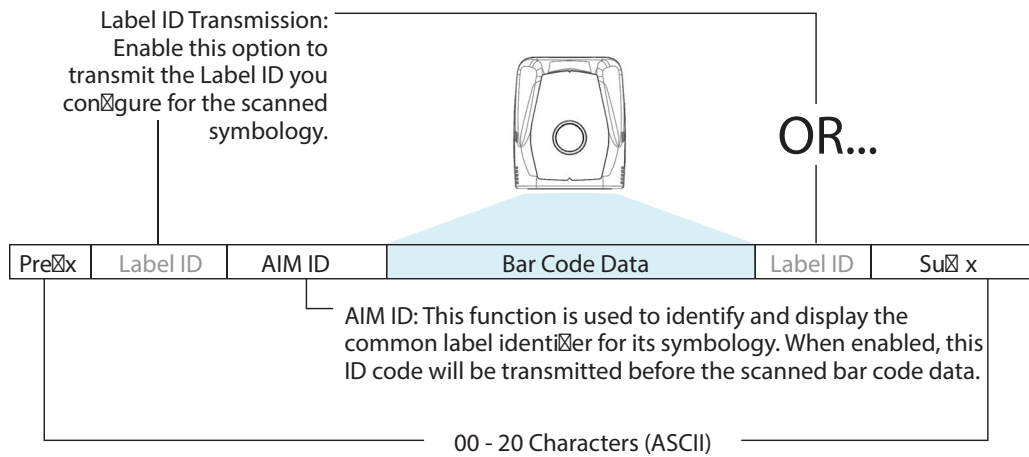 Label ID Transmission:
Enable this option to
transmit the Label ID you
con☒gure for the scanned
symbology.
OR...
Pre☒x Label ID AIM ID Bar Code Data Label ID Su☒ x
AIM ID: This function is used to identify and display the
common label identi☒er for its symbology. When enabled, this
ID code will be transmitted before the scanned bar code data.
00 - 20 Characters (ASCII)